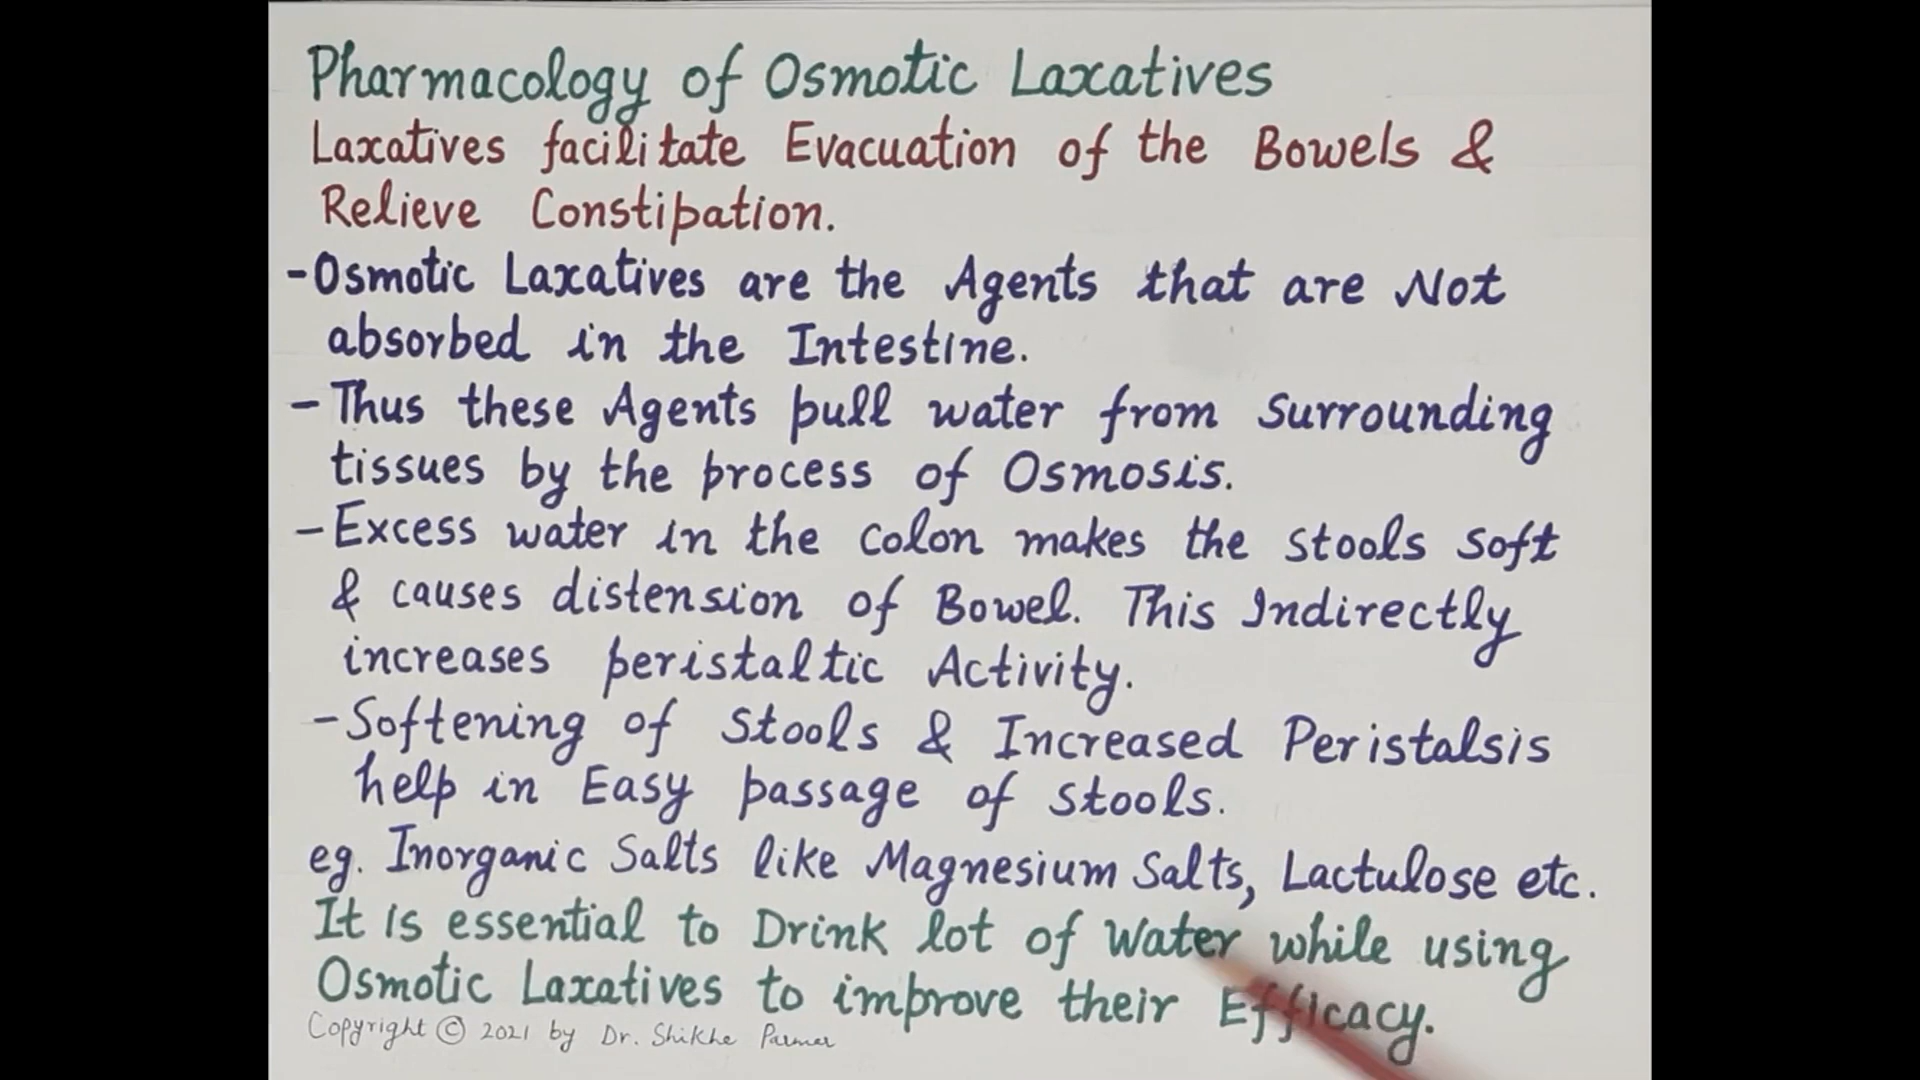 Pharmacology of Osmotic Laxatives
Laxatives facilitate Evacuation of the Bowels &
Relieve Constipation.
- Osmotic Laxatives are the Agents that are Not
absorbed in the Intestine.
- Thus these Agents pull water from Surrounding
tissues by the process of Osmosis.
- Excess water in the colon makes the stools soft
& causes distension of Bowel. This Indirectly
increases peristaltic Activity.
- Softening of Stools & Increased Peristalsis
help in Easy passage of stools.
eg. Inorganic Salts like Magnesium Salts, Lactulose etc.
It is essential to Drink lot of Water while using
Osmotic Laxatives to improve their Efficacy.
Copyright © 2021 by Dr. Shikha Parmar